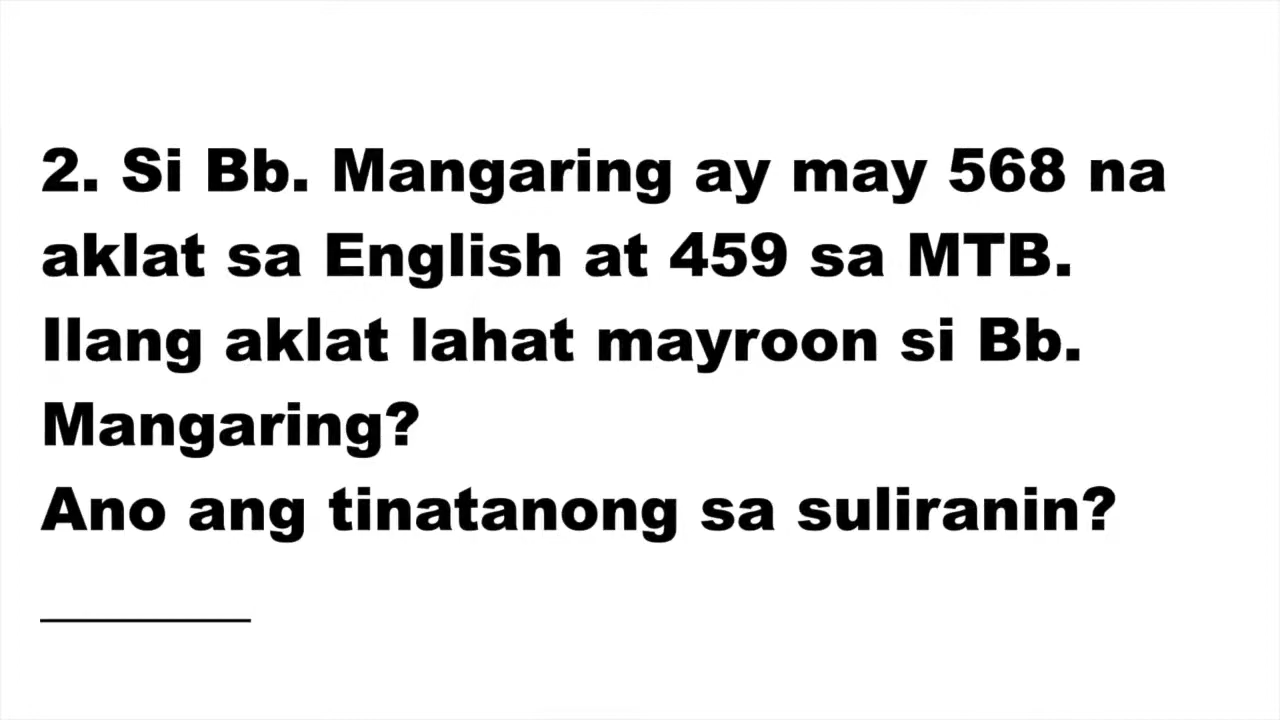 2. Si Bb. Mangaring ay may 568 na
aklat sa English at 459 sa MTB.
Ilang aklat lahat mayroon si Bb.
Mangaring?
Ano ang tinatanong sa suliranin?
_______